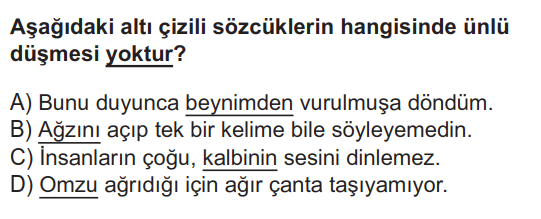 Aşağıdaki altı çizili sözcüklerin hangisinde ünlü
düşmesi yoktur?
A) Bunu duyunca beynimden vurulmuşa döndüm.
B) Ağzını açıp tek bir kelime bile söyleyemedin.
C) İnsanların çoğu, kalbinin sesini dinlemez.
D) Omzu ağrıdığı için ağır çanta taşıyamıyor.